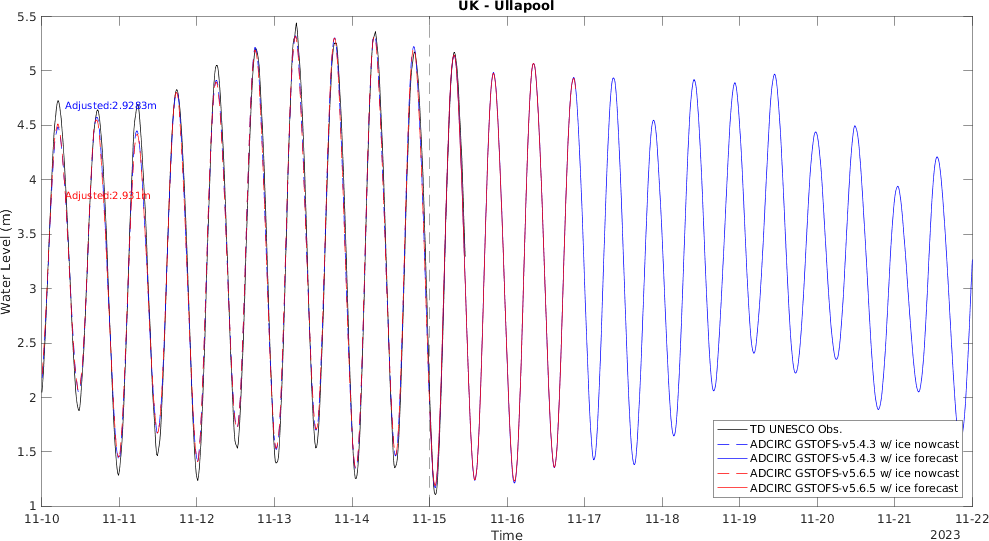 UK - Ullapool
5.5
5
4.5
4
3.5
3
2.5
2
1.5
1
Water Level (m)
Adjusted:2.9283m
Adjusted:2.931m
TD UNESCO Obs.
ADCIRC GSTOFS-v5.4.3 w/ ice nowcast
ADCIRC GSTOFS-v5.4.3 w/ ice forecast
ADCIRC GSTOFS-v5.6.5 w/ ice nowcast
ADCIRC GSTOFS-v5.6.5 w/ ice forecast
11-10 11-11 11-12 11-13 11-14 11-15 11-16 11-17 11-18 11-19 11-20 11-21 11-22
Time
2023